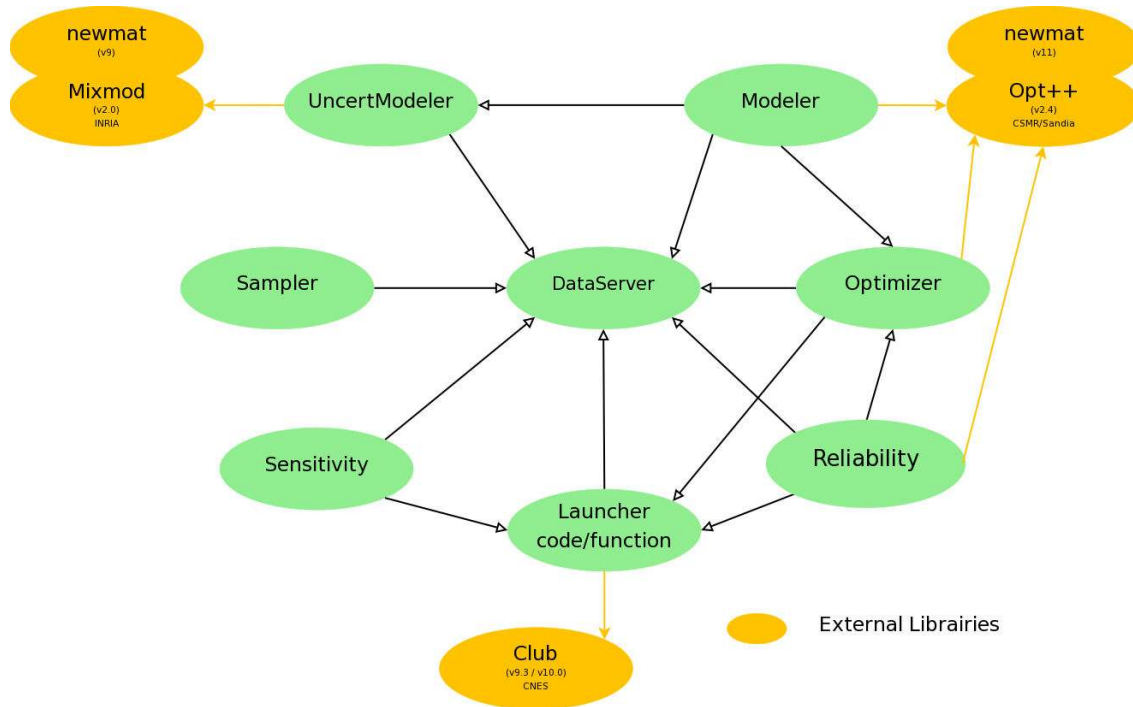 newmat
(v9)
Mixmod
(v2.0)
INRIA
UncertModeler
Modeler
newmat
(v11)
Opt++
(v2.4)
CSMR/Sandia
Sampler
DataServer
Optimizer
Sensitivity
Launcher
code/function
Reliability
Club
(v9.3 / v10.0)
CNES
External Librairies